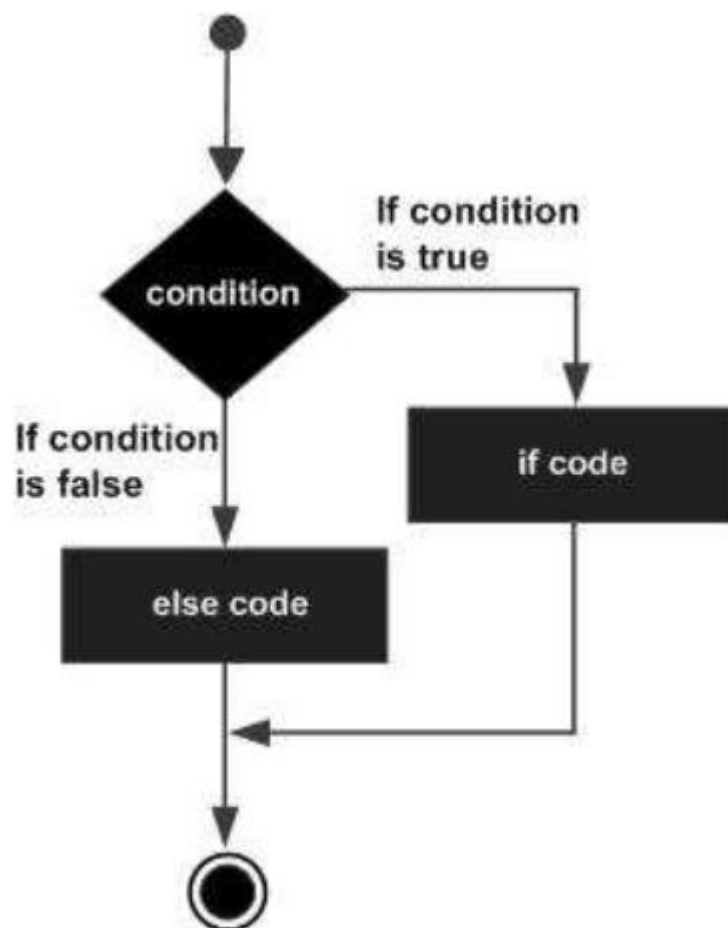 If condition
is true
condition
If condition
is false
if code
else code